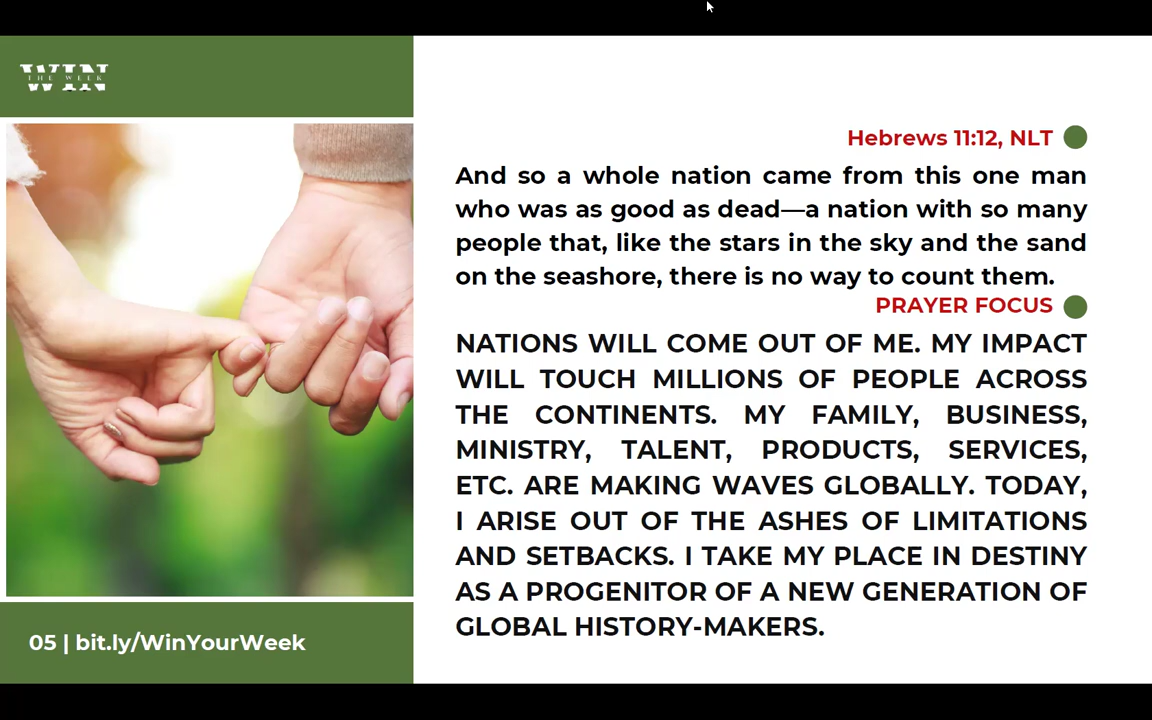 WIN
THE WEEK
Hebrews 11:12, NLT
And so a whole nation came from this one man
who was as good as dead—a nation with so many
people that, like the stars in the sky and the sand
on the seashore, there is no way to count them.
PRAYER FOCUS
NATIONS WILL COME OUT OF ME. MY IMPACT
WILL TOUCH MILLIONS OF PEOPLE ACROSS
THE CONTINENTS. MY FAMILY, BUSINESS,
MINISTRY, TALENT, PRODUCTS, SERVICES,
ETC. ARE MAKING WAVES GLOBALLY. TODAY,
I ARISE OUT OF THE ASHES OF LIMITATIONS
AND SETBACKS. I TAKE MY PLACE IN DESTINY
AS A PROGENITOR OF A NEW GENERATION OF
GLOBAL HISTORY-MAKERS.
05 | bit.ly/WinYourWeek